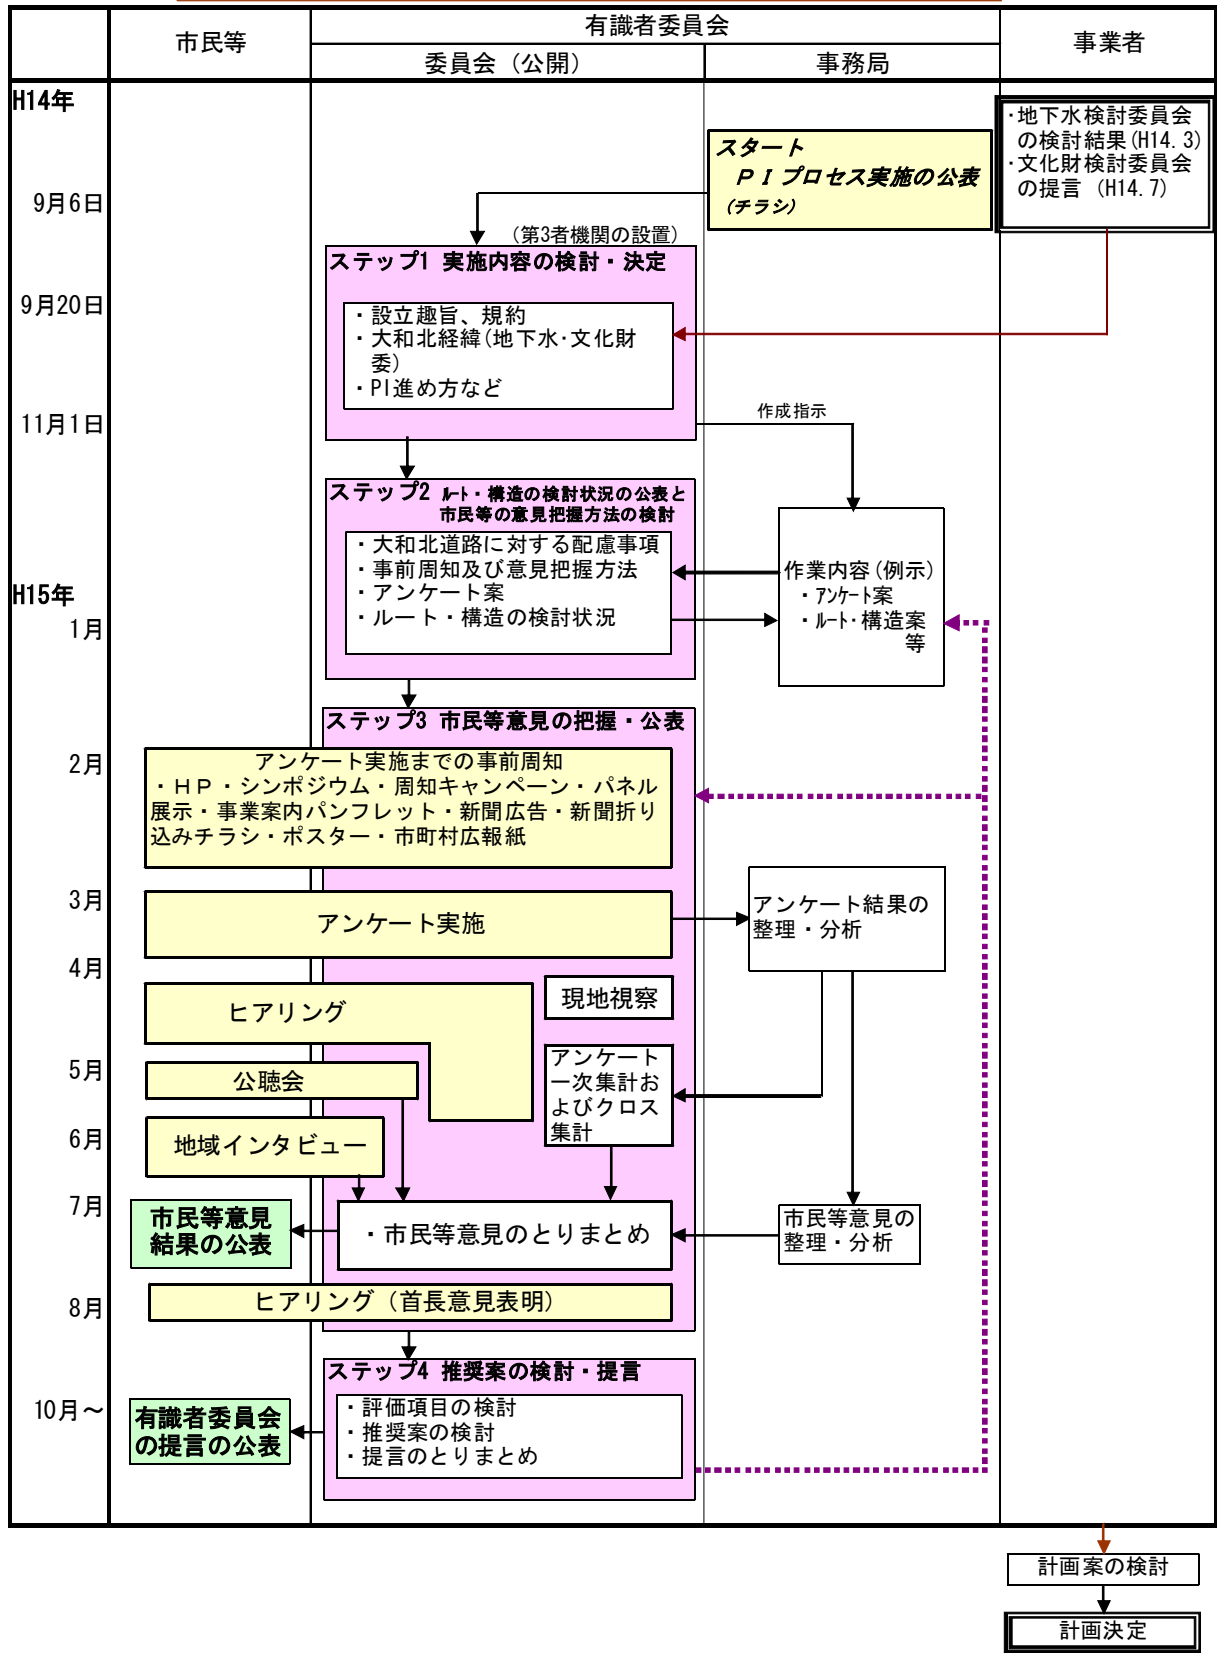 市民等
有識者委員会
事業者
委員会（公開）
事務局
H14年
9月6日
9月20日
11月1日
H15年
1月
2月
3月
4月
5月
6月
7月
8月
10月～
・地下水検討委員会
の検討結果(H14.3)
・文化財検討委員会
の提言（H14.7）
スタート
ＰＩプロセス実施の公表
（チラシ）
（第3者機関の設置）
ステップ1 実施内容の検討・決定
・設立趣旨、規約
・大和北経緯(地下水･文化財
委)
・PI進め方など
作成指示
ステップ2 ﾙｰﾄ・構造の検討状況の公表と
市民等の意見把握方法の検討
・大和北道路に対する配慮事項
・事前周知及び意見把握方法
・アンケート案
・ルート・構造の検討状況
作業内容(例示)
・ｱﾝｹｰﾄ案
・ﾙｰﾄ･構造案
等
ステップ3 市民等意見の把握・公表
アンケート実施までの事前周知
・ＨＰ・シンポジウム・周知キャンペーン・パネル
展示・事業案内パンフレット・新聞広告・新聞折り
込みチラシ・ポスター・市町村広報紙
アンケート実施
アンケート結果の
整理・分析
ヒアリング
現地視察
公聴会
アンケート
一次集計お
よびクロス
集計
地域インタビュー
市民等意見
結果の公表
・市民等意見のとりまとめ
市民等意見の
整理・分析
ヒアリング（首長意見表明）
ステップ4 推奨案の検討・提言
・評価項目の検討
・推奨案の検討
・提言のとりまとめ
有識者委員会
の提言の公表
計画案の検討
計画決定